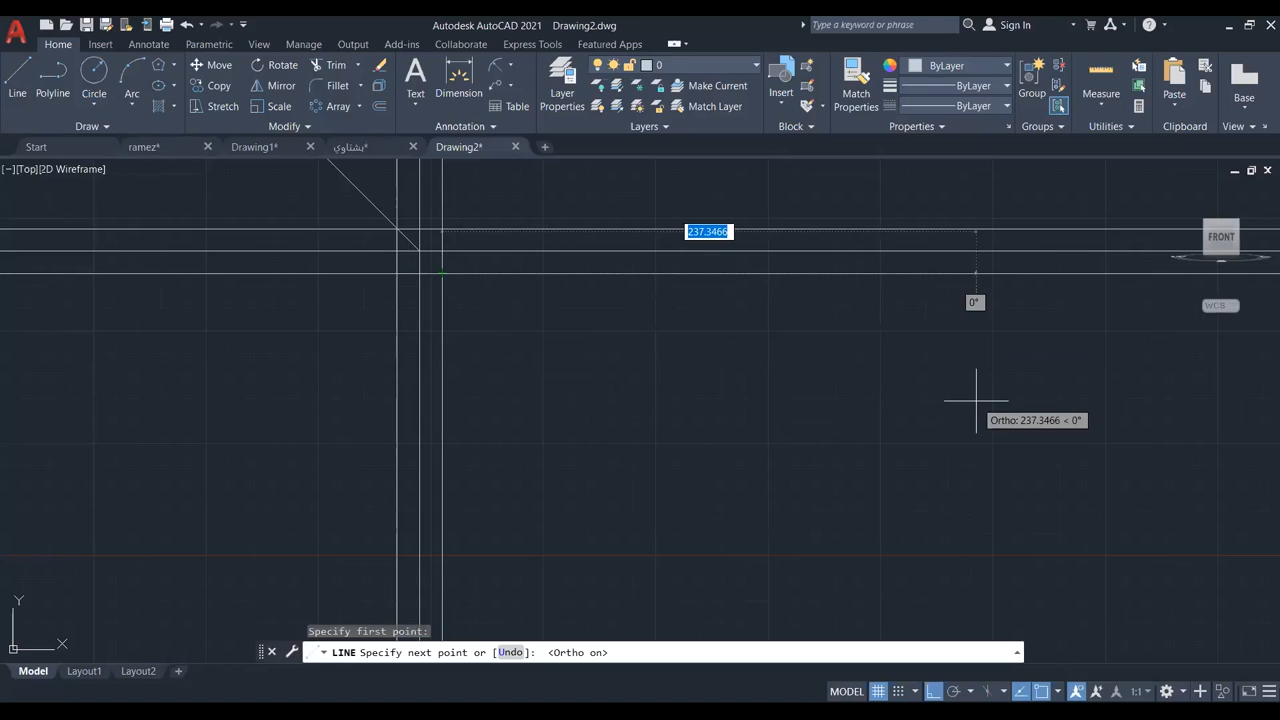 Autodesk AutoCAD 2021 Drawing2.dwg
Type a keyword or phrase
Sign In
Home Insert Annotate Parametric View Manage Output Add-ins Collaborate Express Tools Featured Apps
Line Polyline Circle Arc
Move Rotate Trim
Copy Mirror Fillet
Stretch Scale Array
Text Dimension Table
Layer Properties
0
Make Current
Match Layer
Insert
Match Properties
ByLayer
ByLayer
ByLayer
Group Measure Paste Base
Draw Modify Annotation Layers Block Properties Groups Utilities Clipboard View
Start ramez* Drawing1* بشتاوي* Drawing2*
[−][Top][2D Wireframe]
237.3466
FRONT
0°
WCS
Ortho: 237.3466 < 0°
Y
X
Specify first point:
LINE Specify next point or [Undo]: <Ortho on>
Model Layout1 Layout2
MODEL 1:1